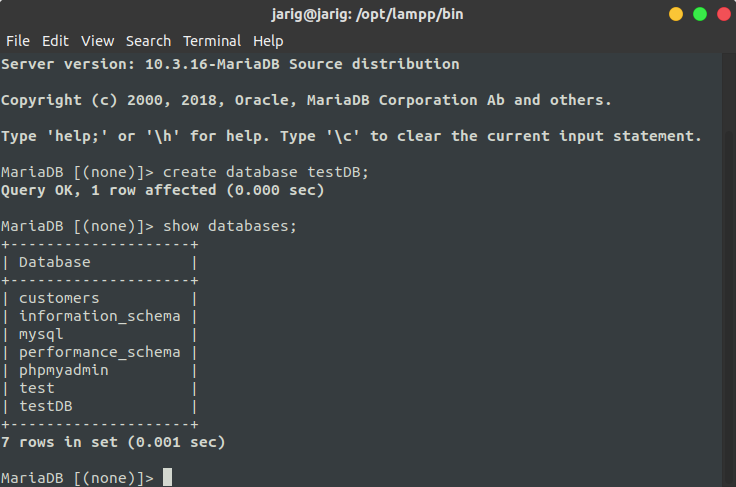 jarig@jarig: /opt/lampp/bin
File Edit View Search Terminal Help
Server version: 10.3.16-MariaDB Source distribution
Copyright (c) 2000, 2018, Oracle, MariaDB Corporation Ab and others.
Type 'help;' or '\h' for help. Type '\c' to clear the current input statement.
MariaDB [(none)]> create database testDB;
Query OK, 1 row affected (0.000 sec)
MariaDB [(none)]> show databases;
+--------------------+
| Database           |
+--------------------+
| customers          |
| information_schema |
| mysql              |
| performance_schema |
| phpmyadmin         |
| test               |
| testDB             |
+--------------------+
7 rows in set (0.001 sec)
MariaDB [(none)]>